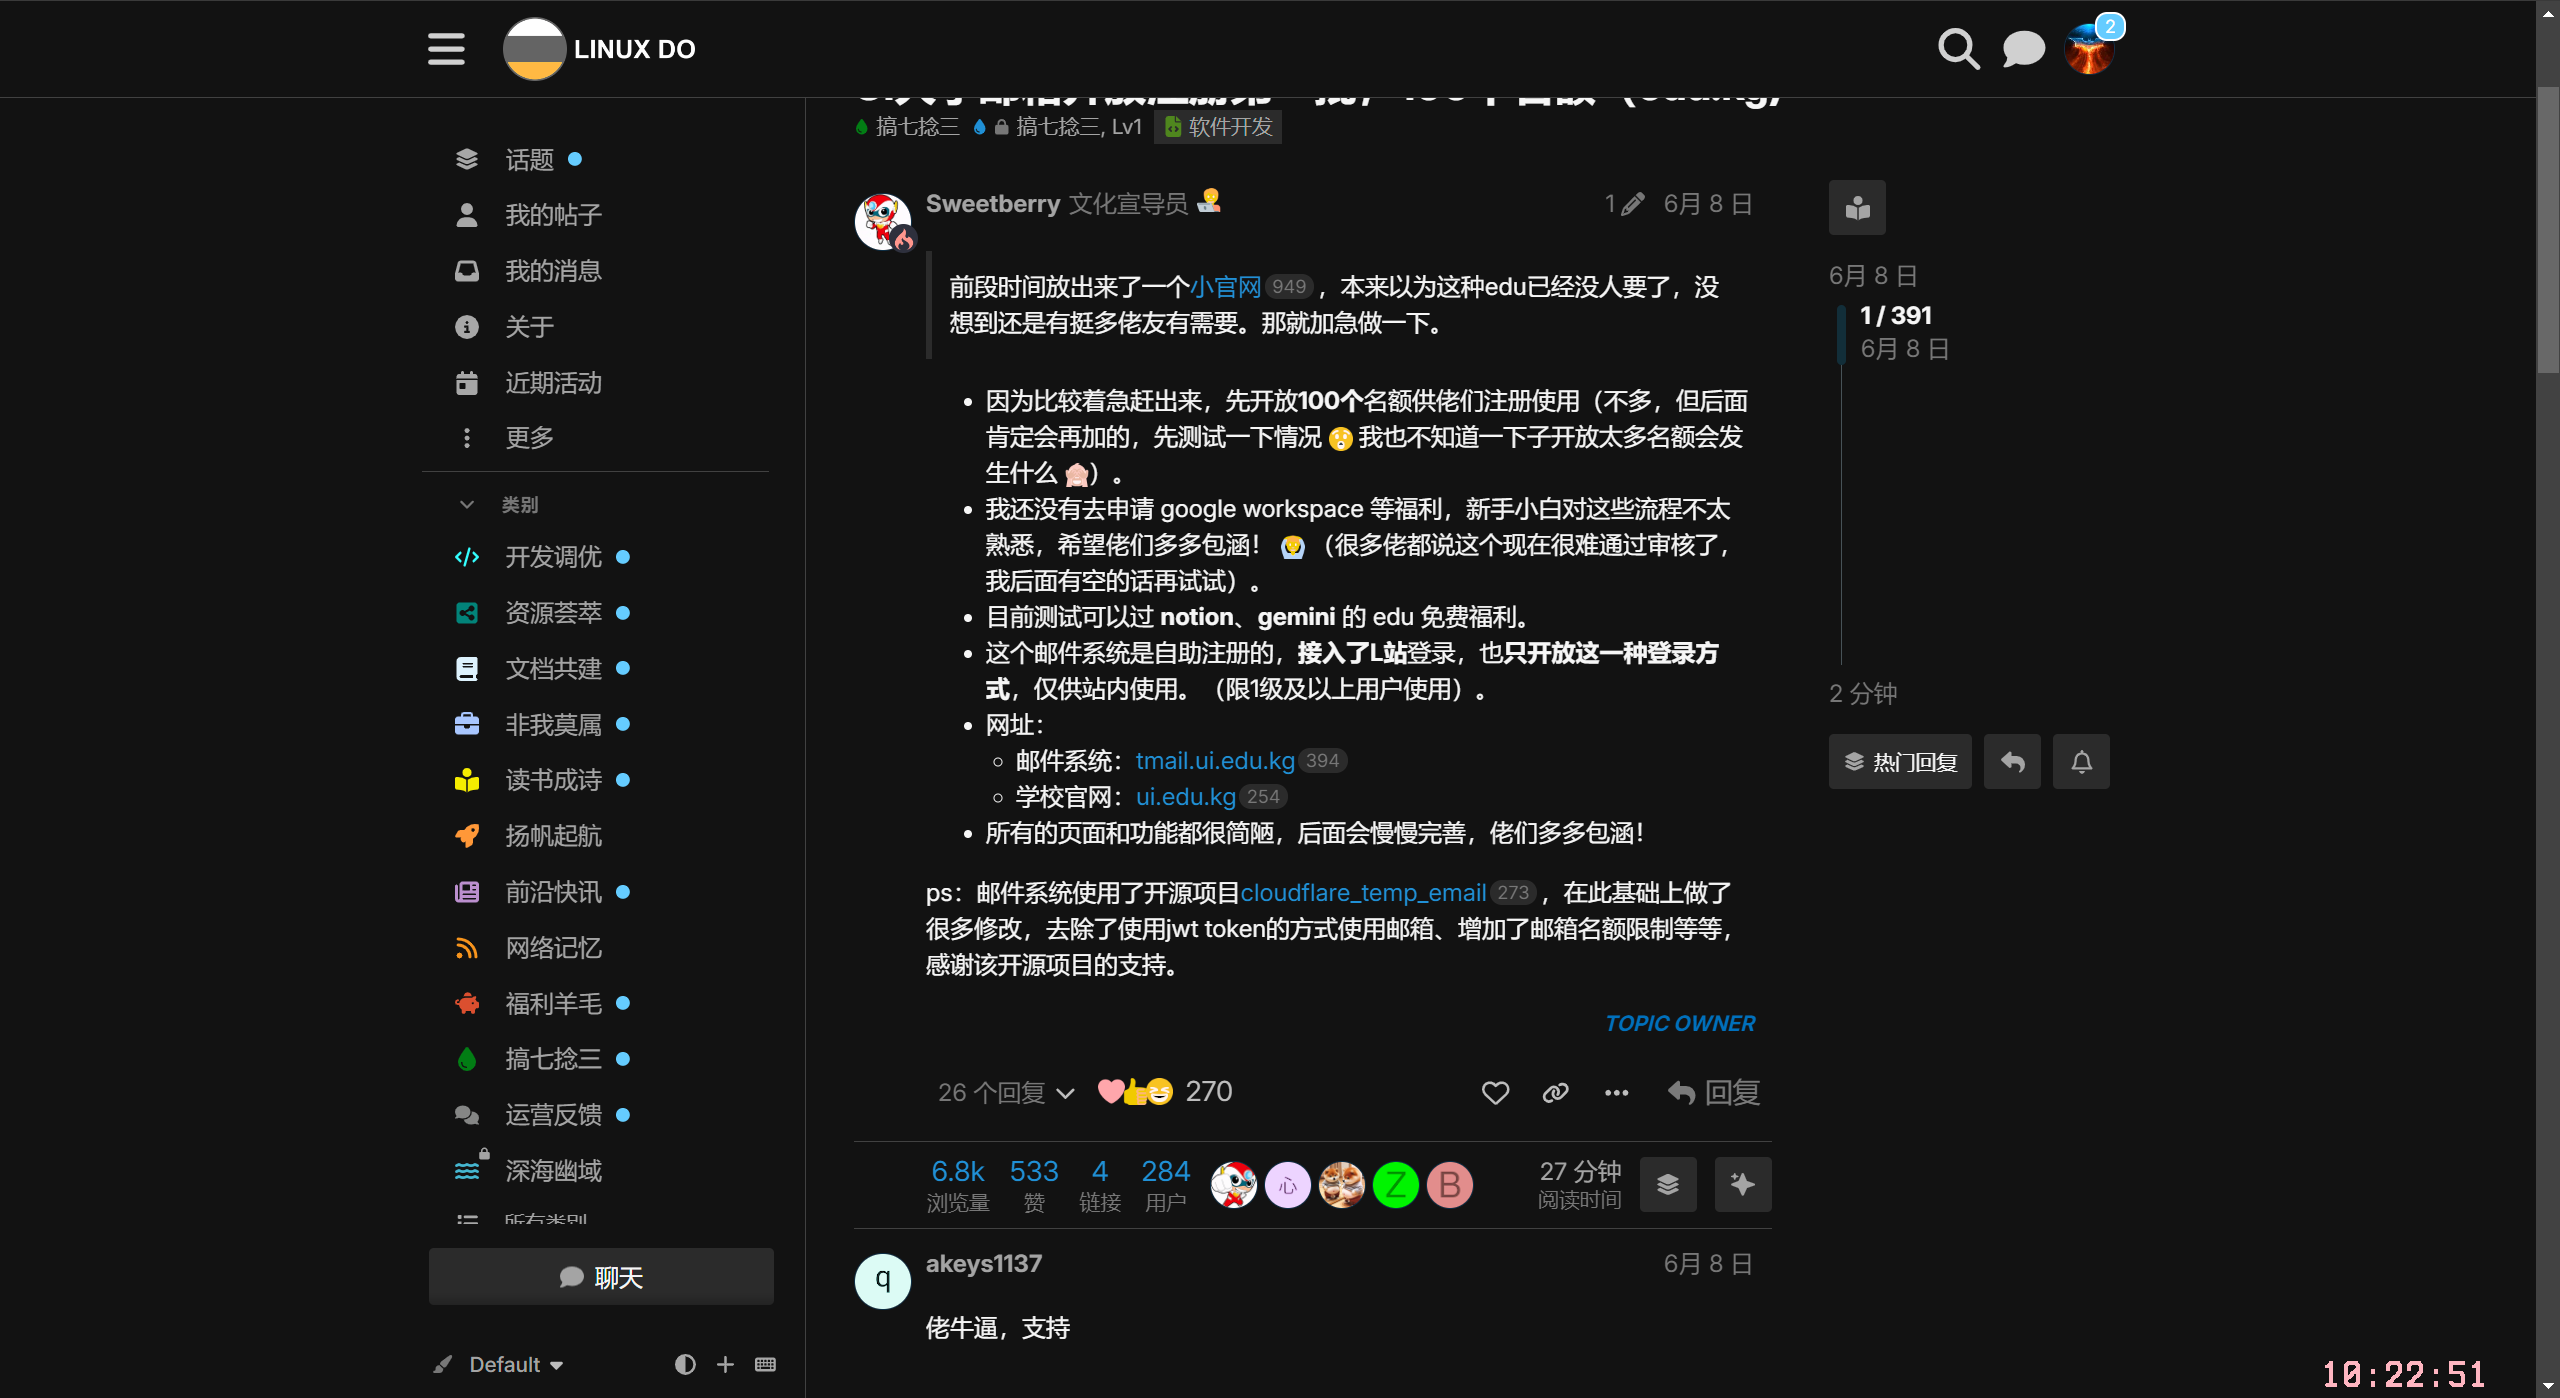 LINUX DO
2
搞七捻三 搞七捻三, Lv1 软件开发
话题
我的帖子
我的消息
关于
近期活动
更多
类别
开发调优
资源荟萃
文档共建
非我莫属
读书成诗
扬帆起航
前沿快讯
网络记忆
福利羊毛
搞七捻三
运营反馈
深海幽域
所有类别
聊天
Default
Sweetberry 文化宣导员 1 6月 8 日
前段时间放出来了一个小官网 949 ，本来以为这种edu已经没人要了，没
想到还是有挺多佬友有需要。那就加急做一下。
因为比较着急赶出来，先开放100个名额供佬们注册使用（不多，但后面
肯定会再加的，先测试一下情况 😲 我也不知道一下子开放太多名额会发
生什么 🙈）。
我还没有去申请 google workspace 等福利，新手小白对这些流程不太
熟悉，希望佬们多多包涵！ 🙇 （很多佬都说这个现在很难通过审核了，
我后面有空的话再试试）。
目前测试可以过 notion、gemini 的 edu 免费福利。
这个邮件系统是自助注册的，接入了L站登录，也只开放这一种登录方
式，仅供站内使用。（限1级及以上用户使用）。
网址：
邮件系统：tmail.ui.edu.kg 394
学校官网：ui.edu.kg 254
所有的页面和功能都很简陋，后面会慢慢完善，佬们多多包涵！
ps：邮件系统使用了开源项目cloudflare_temp_email 273 ，在此基础上做了
很多修改，去除了使用jwt token的方式使用邮箱、增加了邮箱名额限制等等，
感谢该开源项目的支持。
TOPIC OWNER
26 个回复 270 回复
6.8k 533 4 284 27 分钟
浏览量 赞 链接 用户 阅读时间
心 Z B
q akeys1137 6月 8 日
佬牛逼，支持
6月 8 日
1 / 391
6月 8 日
2 分钟
热门回复
10:22:51